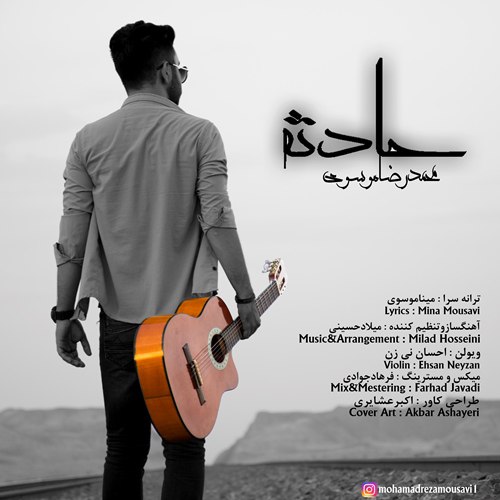 حادثه
محمدرضا موسوی
ترانه سرا : میناموسوی
Lyrics : Mina Mousavi
آهنگسازوتنظیم کننده : میلادحسینی
Music&Arrangement : Milad Hosseini
ویولن : احسان نی زن
Violin : Ehsan Neyzan
میکس و مسترینگ : فرهادجوادی
Mix&Mestering : Farhad Javadi
طراحی کاور : اکبرعشایری
Cover Art : Akbar Ashayeri
mohamadrezamousavi1